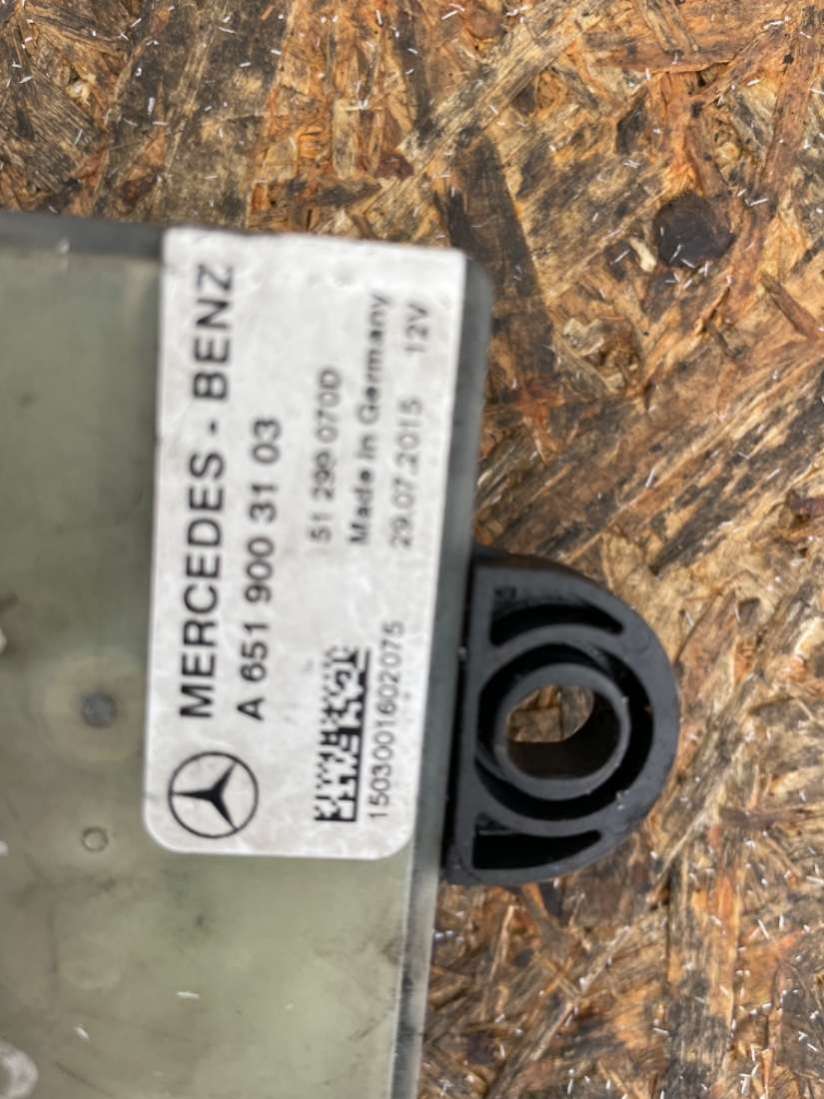 MERCEDES - BENZ
A 651 900 31 03
51 299 070D
Made in Germany
29.07.2015 12V
1503001602075